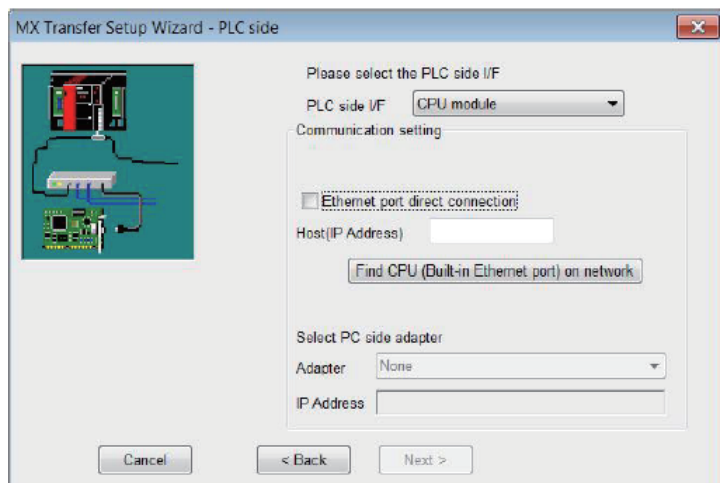 MX Transfer Setup Wizard - PLC side
Please select the PLC side I/F
PLC side I/F CPU module
Communication setting
Ethernet port direct connection
Host(IP Address)
Find CPU (Built-in Ethernet port) on network
Select PC side adapter
Adapter None
IP Address
Cancel < Back Next >